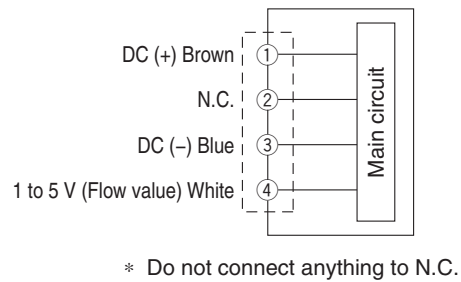 DC (+) Brown ①
N.C. ②
DC (−) Blue ③
1 to 5 V (Flow value) White ④
Main circuit
* Do not connect anything to N.C.